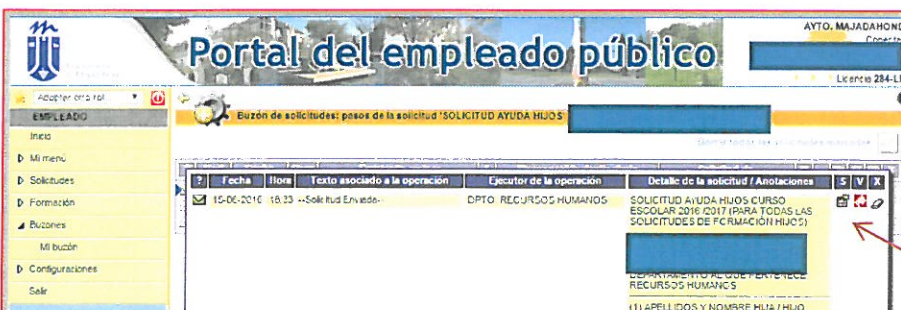 AYTO. MAJADAHOND
Portal del empleado público
Conecta
Licencia 284-LI
Adoptar otro rol
EMPLEADO
Buzón de solicitudes: pasos de la solicitud 'SOLICITUD AYUDA HIJOS'
Inicio
Mi menú
Solicitudes
Formación
Buzones
Mi buzón
Configuraciones
Salir
? Fecha Hora Texto asociado a la operación Ejecutor de la operación Detalle de la solicitud / Anotaciones S V X
15-06-2016 18:33 --Solicitud Enviada-- DPTO. RECURSOS HUMANOS SOLICITUD AYUDA HIJOS CURSO
ESCOLAR 2016 /2017 (PARA TODAS LAS
SOLICITUDES DE FORMACIÓN HIJOS)
DEPARTAMENTO AL QUE PERTENECE
RECURSOS HUMANOS
(1) APELLIDOS Y NOMBRE HIJA / HIJO